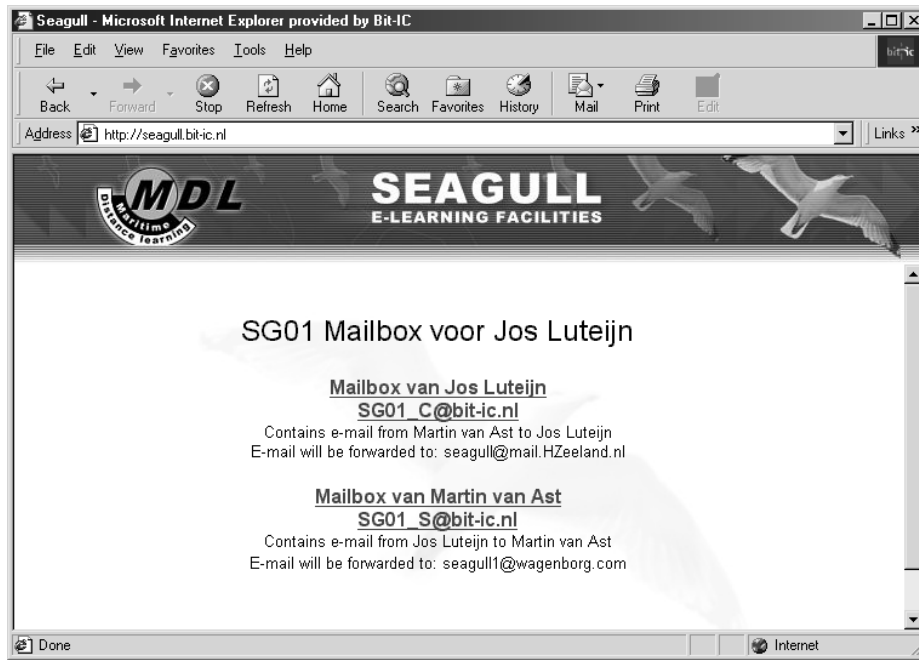 Seagull - Microsoft Internet Explorer provided by Bit-IC
File Edit View Favorites Tools Help
bit-ic
Back Forward Stop Refresh Home Search Favorites History Mail Print Edit
Address http://seagull.bit-ic.nl Links »
MDL
Maritime
Distance learning
SEAGULL
E-LEARNING FACILITIES
SG01 Mailbox voor Jos Luteijn
Mailbox van Jos Luteijn
SG01_C@bit-ic.nl
Contains e-mail from Martin van Ast to Jos Luteijn
E-mail will be forwarded to: seagull@mail.HZeeland.nl
Mailbox van Martin van Ast
SG01_S@bit-ic.nl
Contains e-mail from Jos Luteijn to Martin van Ast
E-mail will be forwarded to: seagull1@wagenborg.com
Done Internet